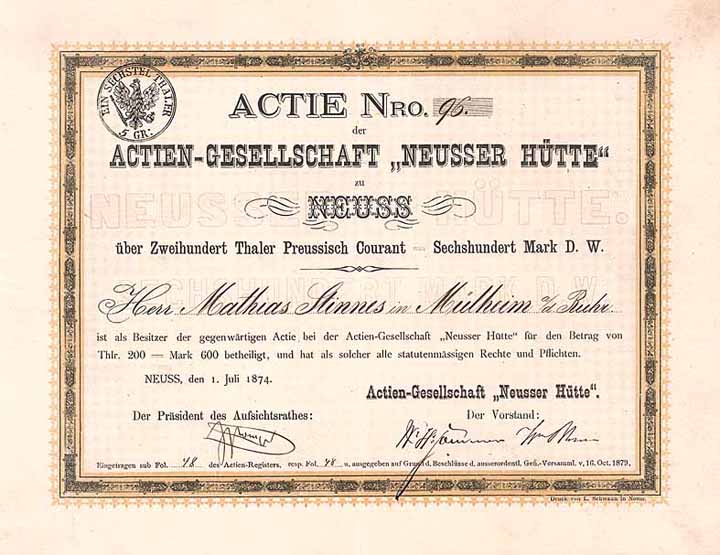 EIN SECHSTEL THALER
5 GR:
ACTIE NRO. 96.
der
ACTIEN-GESELLSCHAFT „NEUSSER HÜTTE“
zu
NEUSS
NEUSSER HÜTTE.
über Zweihundert Thaler Preussisch Courant = Sechshundert Mark D. W.
SECHSHUNDERT MARK D. W.
Herr Mathias Stinnes in Mülheim a/d Ruhr.
ist als Besitzer der gegenwärtigen Actie bei der Actien-Gesellschaft „Neusser Hütte“ für den Betrag von
Thlr. 200 — Mark 600 betheiligt, und hat als solcher alle statutenmässigen Rechte und Pflichten.
NEUSS, den 1. Juli 1874.
Actien-Gesellschaft „Neusser Hütte“.
Der Präsident des Aufsichtsrathes:
Der Vorstand:
Eingetragen sub Fol. 48 des Actien-Registers, resp. Fol. 48 u. ausgegeben auf Grund d. Beschlüsse d. ausserordentl. Gen.-Versamml. v. 16. Oct. 1879.
Druck von L. Schwann in Neuss.